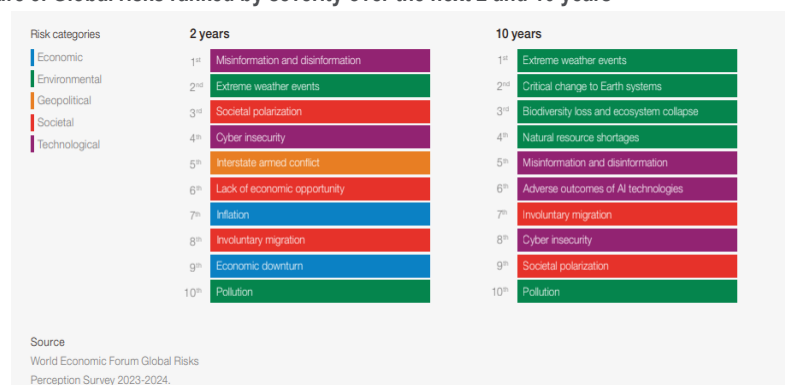 Risk categories
Economic
Environmental
Geopolitical
Societal
Technological
2 years
1st Misinformation and disinformation
2nd Extreme weather events
3rd Societal polarization
4th Cyber insecurity
5th Interstate armed conflict
6th Lack of economic opportunity
7th Inflation
8th Involuntary migration
9th Economic downturn
10th Pollution
10 years
1st Extreme weather events
2nd Critical change to Earth systems
3rd Biodiversity loss and ecosystem collapse
4th Natural resource shortages
5th Misinformation and disinformation
6th Adverse outcomes of AI technologies
7th Involuntary migration
8th Cyber insecurity
9th Societal polarization
10th Pollution
Source
World Economic Forum Global Risks
Perception Survey 2023-2024.